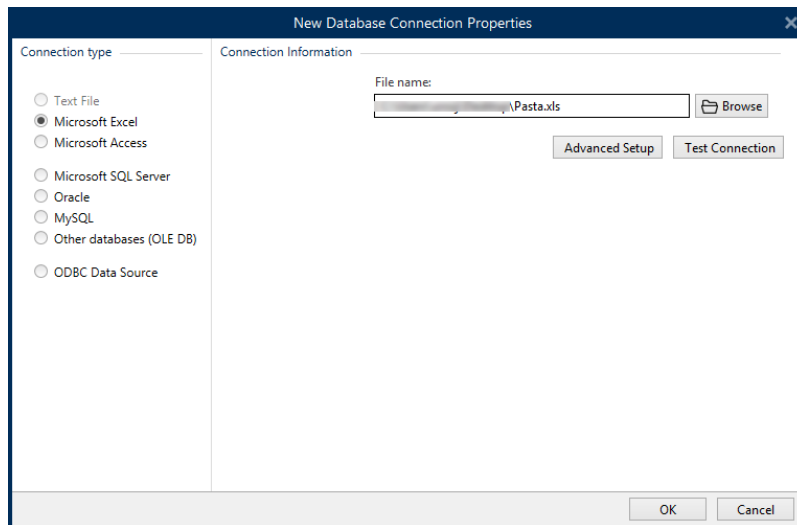 New Database Connection Properties
Connection type
Connection Information
File name:
Text File
\Pasta.xls
Browse
Microsoft Excel
Microsoft Access
Advanced Setup
Test Connection
Microsoft SQL Server
Oracle
MySQL
Other databases (OLE DB)
ODBC Data Source
OK
Cancel